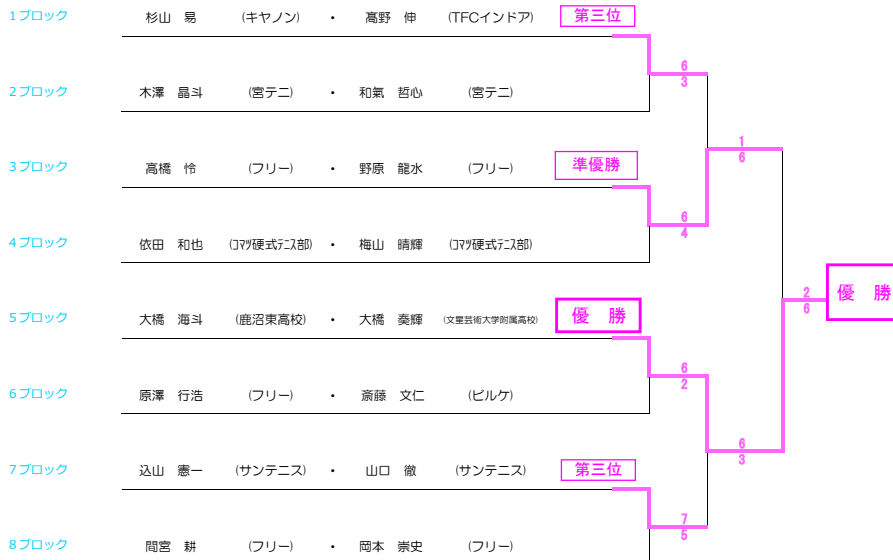 1ブロック 杉山 易 (キヤノン) ・ 髙野 伸 (TFCインドア) 第三位
6
3
2ブロック 木澤 晶斗 (宮テニ) ・ 和氣 哲心 (宮テニ)
1
6
3ブロック 高橋 怜 (フリー) ・ 野原 龍水 (フリー) 準優勝
6
4
4ブロック 依田 和也 (コマツ硬式テニス部) ・ 梅山 晴輝 (コマツ硬式テニス部)
2
6
優 勝
5ブロック 大橋 海斗 (鹿沼東高校) ・ 大橋 奏輝 (文星芸術大学附属高校) 優 勝
6
2
6ブロック 原澤 行浩 (フリー) ・ 斎藤 文仁 (ビルケ)
6
3
7ブロック 込山 憲一 (サンテニス) ・ 山口 徹 (サンテニス) 第三位
7
5
8ブロック 間宮 耕 (フリー) ・ 岡本 崇史 (フリー)